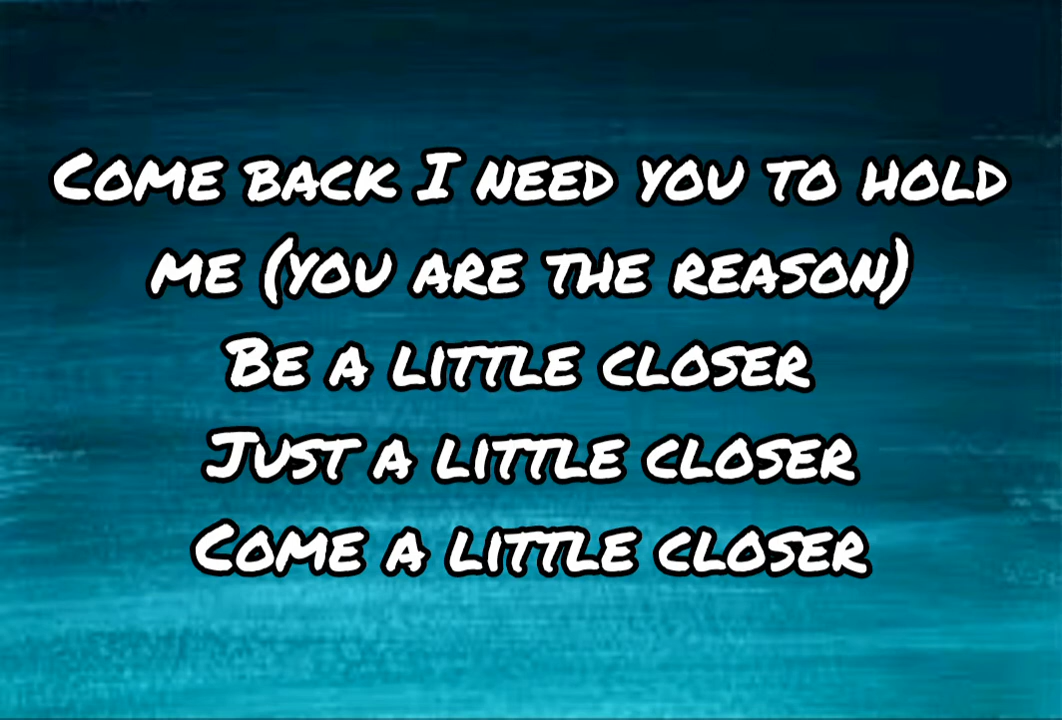 Come back I need you to hold
me (you are the reason)
Be a little closer
Just a little closer
Come a little closer